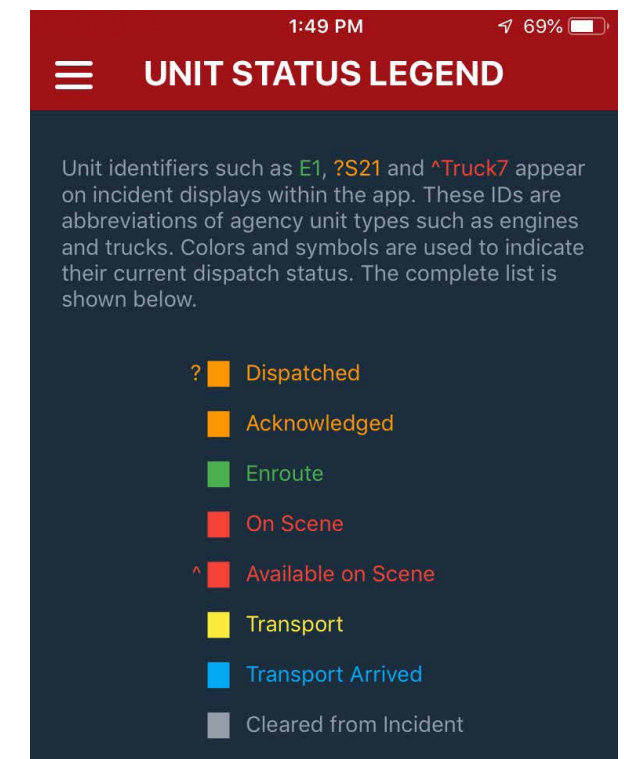 1:49 PM 69%
UNIT STATUS LEGEND
Unit identifiers such as E1, ?S21 and ^Truck7 appear
on incident displays within the app. These IDs are
abbreviations of agency unit types such as engines
and trucks. Colors and symbols are used to indicate
their current dispatch status. The complete list is
shown below.
? Dispatched
Acknowledged
Enroute
On Scene
^ Available on Scene
Transport
Transport Arrived
Cleared from Incident